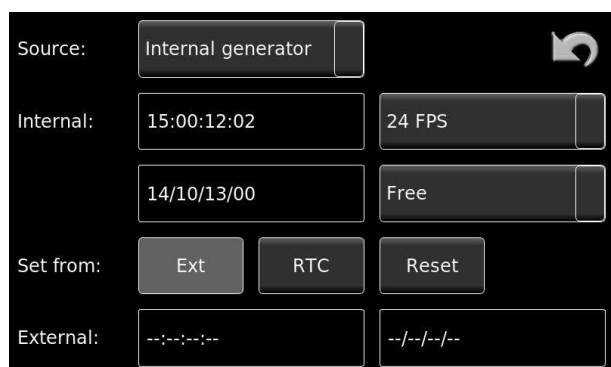 Source: Internal generator
Internal: 15:00:12:02 24 FPS
14/10/13/00 Free
Set from: Ext RTC Reset
External: --:--:--:-- --/--/--/--